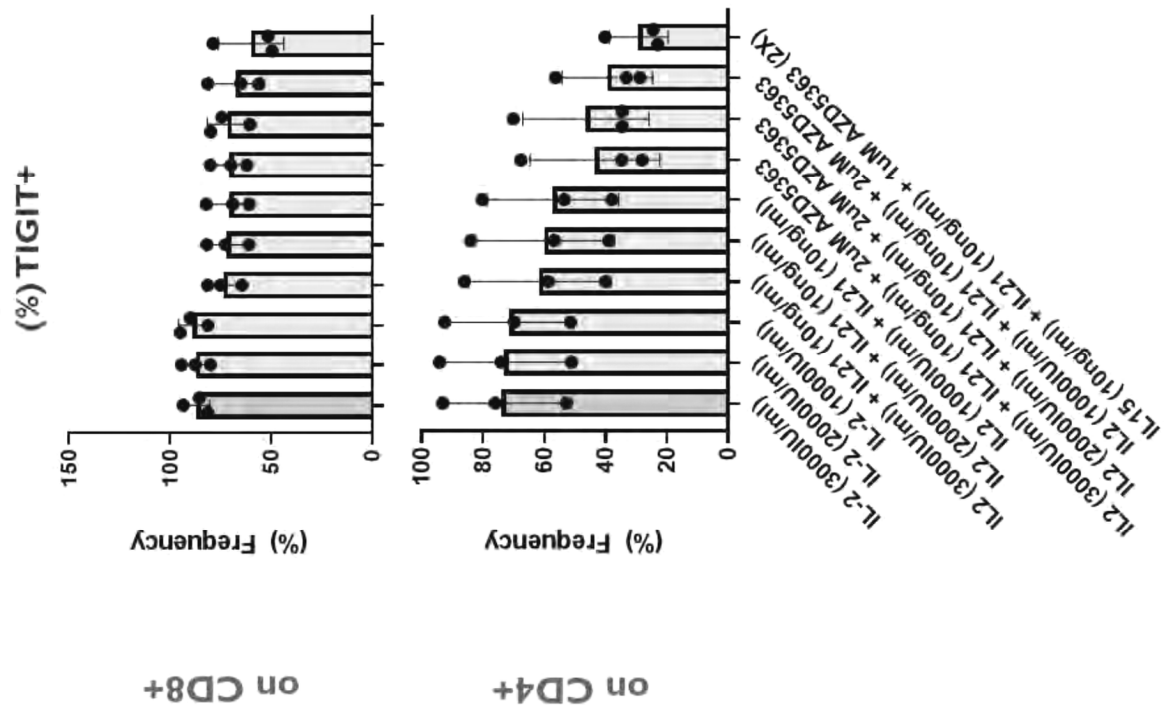 (%) TIGIT+
on CD8+
(%) Frequency
150
100
50
0
on CD4+
(%) Frequency
100
80
60
40
20
0
IL-2 (3000IU/ml)
IL-2 (2000IU/ml)
IL-2 (1000IU/ml)
IL2 (3000IU/ml) + IL21 (10ng/ml)
IL2 (2000IU/ml) + IL21 (10ng/ml)
IL2 (1000IU/ml) + IL21 (10ng/ml)
IL2 (3000IU/ml) + IL21 (10ng/ml) + 2uM AZD5363
IL2 (2000IU/ml) + IL21 (10ng/ml) + 2uM AZD5363
IL2 (1000IU/ml) + IL21 (10ng/ml) + 2uM AZD5363
IL15 (10ng/ml) + IL21 (10ng/ml) + 1uM AZD5363 (2X)